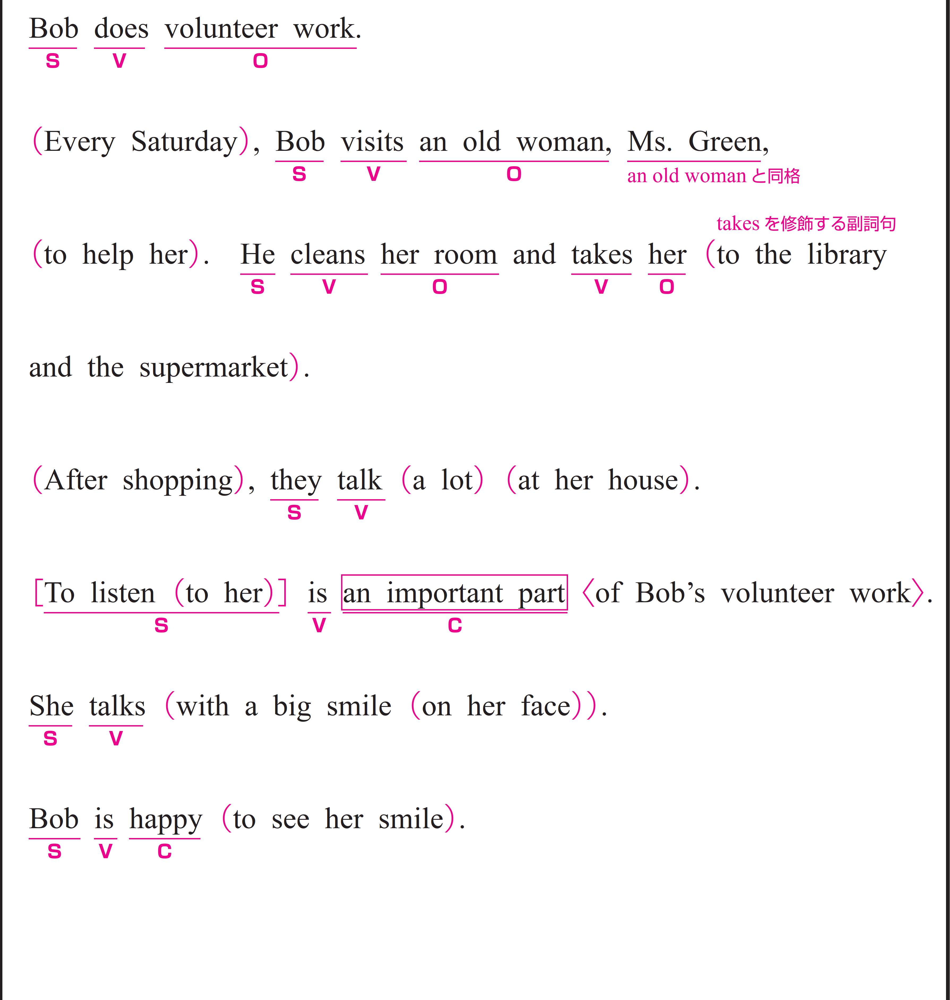 Bob does volunteer work.
S V O
(Every Saturday), Bob visits an old woman, Ms. Green,
S V O an old woman と同格
takes を修飾する副詞句
(to help her). He cleans her room and takes her (to the library
S V O V O
and the supermarket).
(After shopping), they talk (a lot) (at her house).
S V
[To listen (to her)] is an important part 〈of Bob’s volunteer work〉.
S V C
She talks (with a big smile (on her face)).
S V
Bob is happy (to see her smile).
S V C